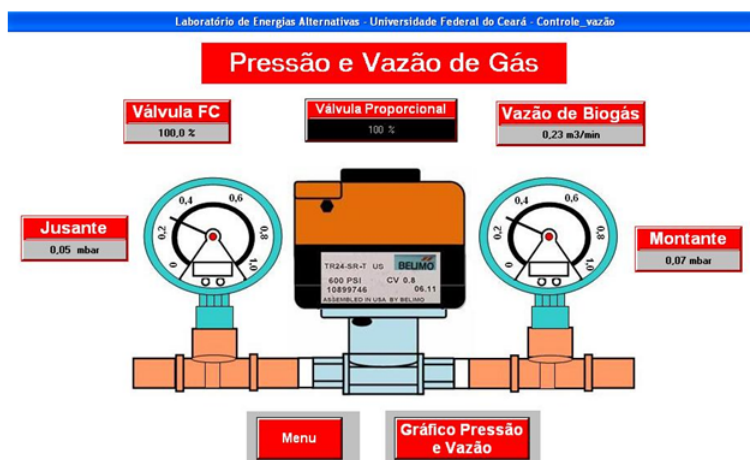 Laboratório de Energias Alternativas - Universidade Federal do Ceará - Controle_vazão
Pressão e Vazão de Gás
Válvula FC
100,0 %
Válvula Proporcional
100 %
Vazão de Biogás
0,23 m3/min
Jusante
0,05 mbar
0
0,2
0,4
0,6
0,8
1,0
TR24-SR-T US BELIMO
600 PSI CV 0.8
10899746 06.11
ASSEMBLED IN USA BY BELIMO
0
0,2
0,4
0,6
0,8
1,0
Montante
0,07 mbar
Menu
Gráfico Pressão
e Vazão